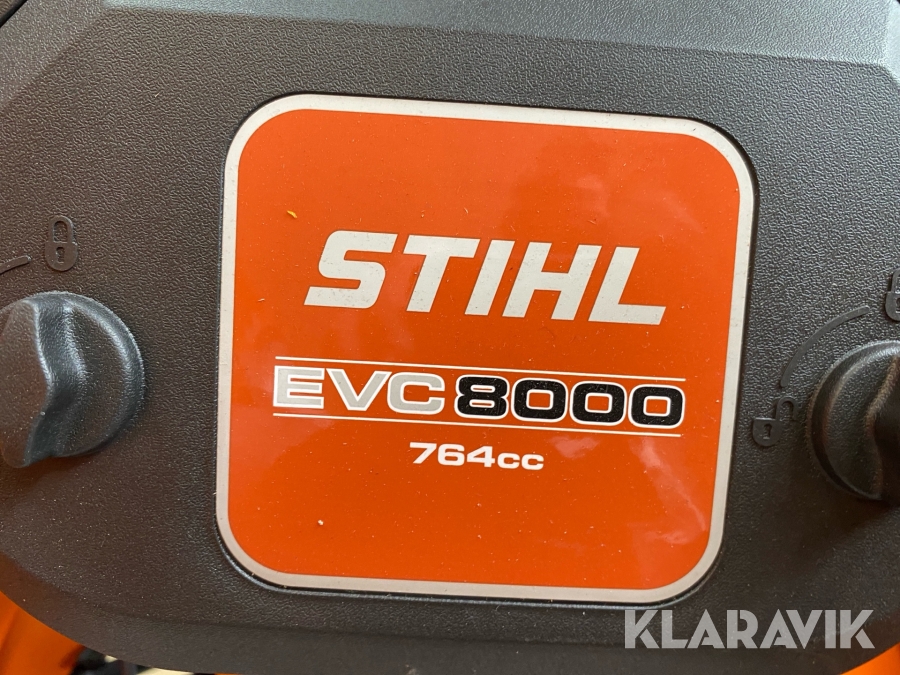 STIHL
EVC 8000
764cc
KLARAVIK